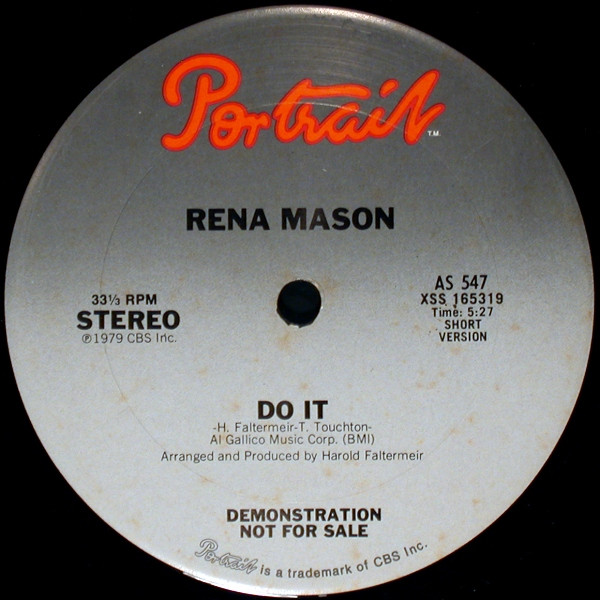 Portrait T.M.
RENA MASON
33⅓ RPM
STEREO
℗1979 CBS Inc.
AS 547
XSS 165319
Time: 5:27
SHORT
VERSION
DO IT
-H. Faltermeir-T. Touchton-
Al Gallico Music Corp. (BMI)
Arranged and Produced by Harold Faltermeir
DEMONSTRATION
NOT FOR SALE
Portrait is a trademark of CBS Inc.